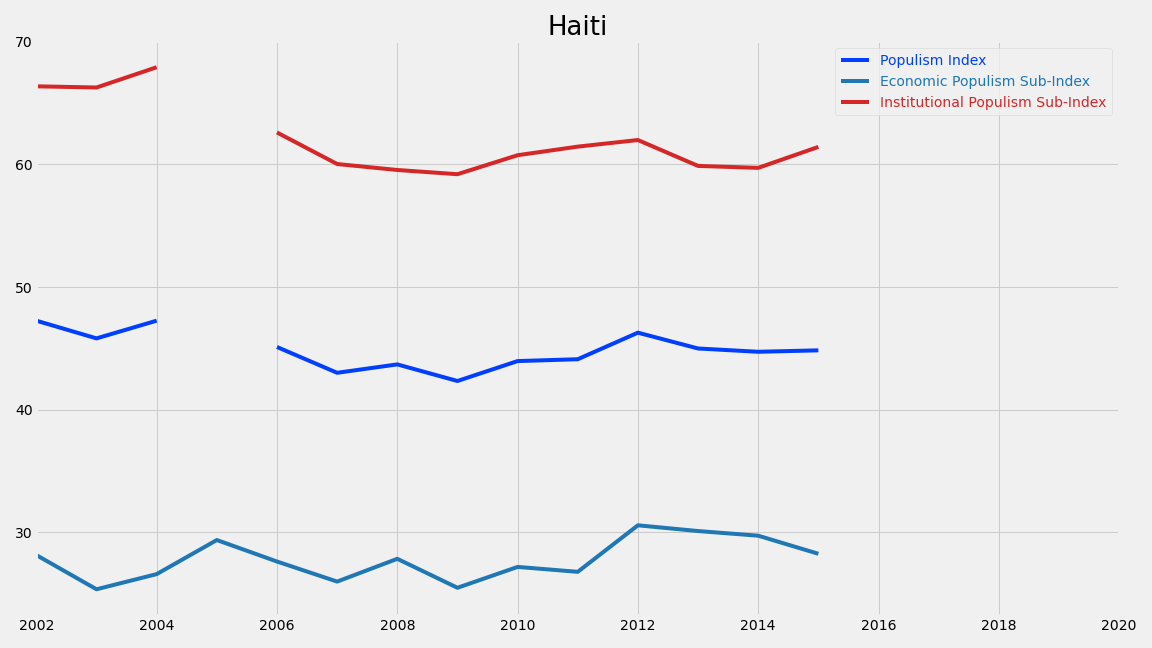 Haiti
70
60
50
40
30
Populism Index
Economic Populism Sub-Index
Institutional Populism Sub-Index
2002 2004 2006 2008 2010 2012 2014 2016 2018 2020